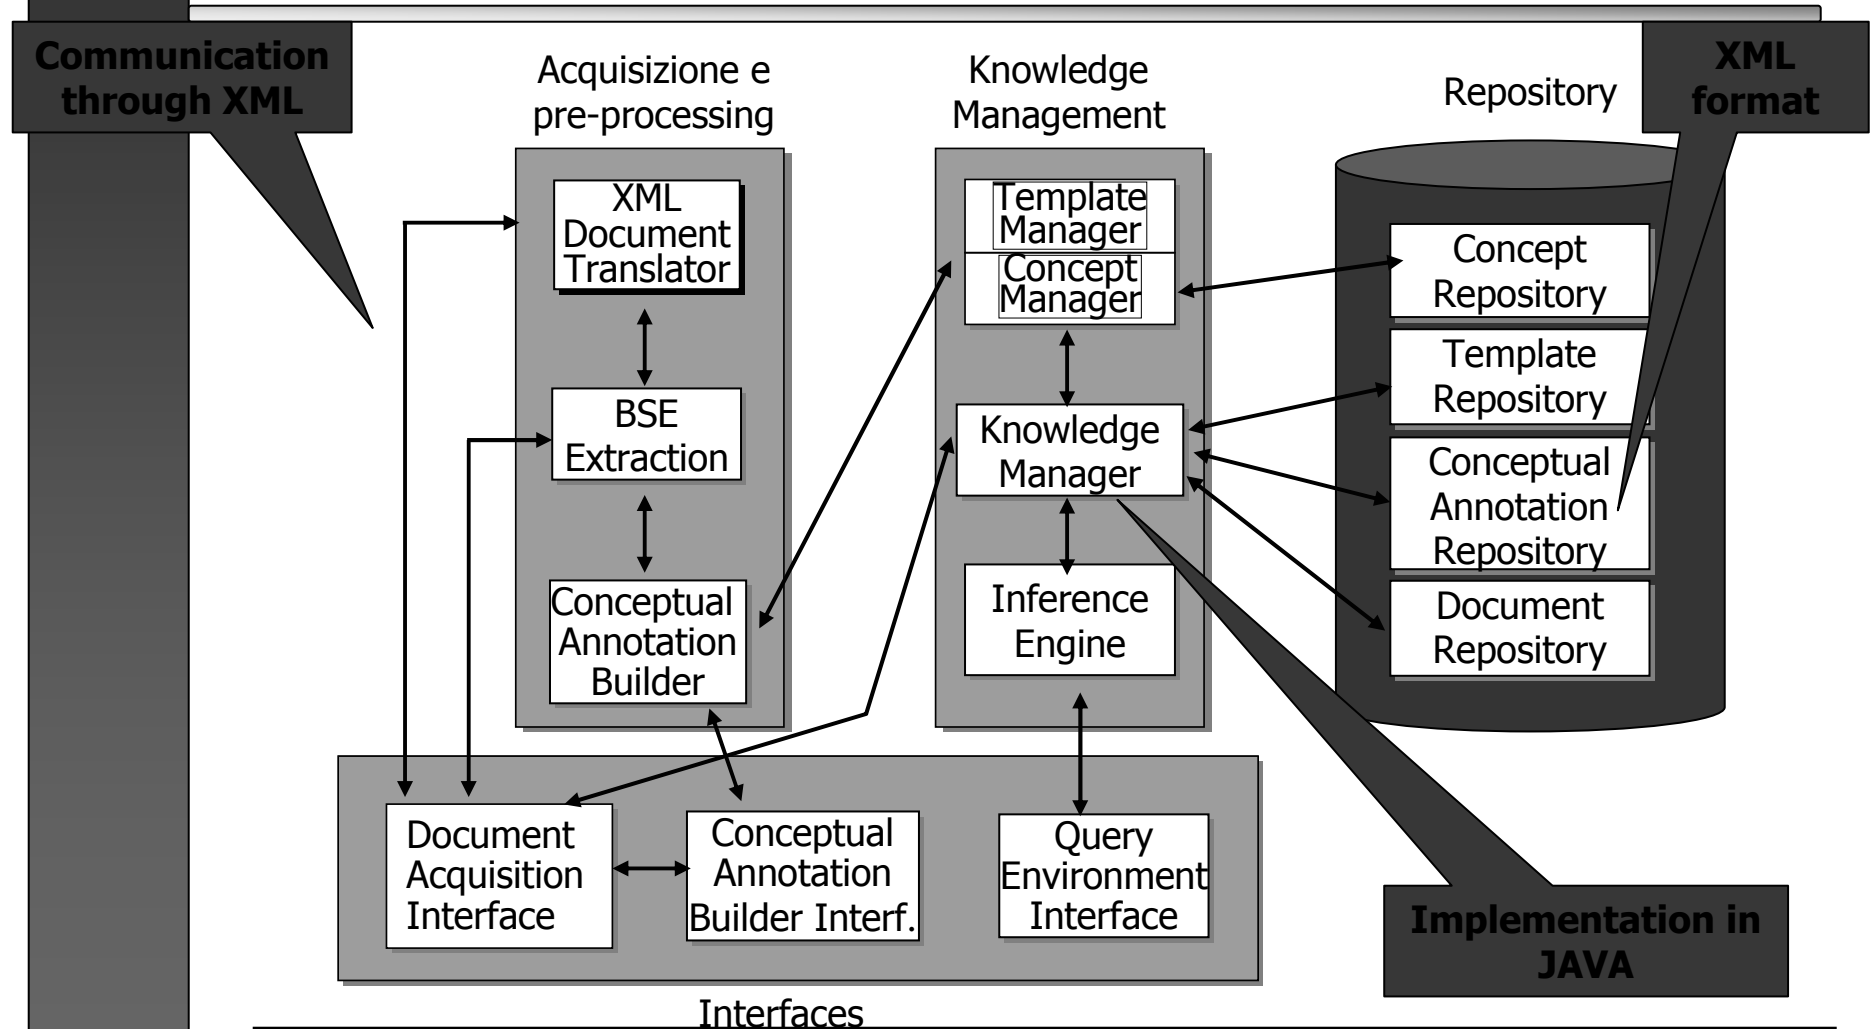 Communication
through XML
Acquisizione e
pre-processing
Knowledge
Management
Repository
XML
format
XML
Document
Translator
BSE
Extraction
Conceptual
Annotation
Builder
Template
Manager
Concept
Manager
Knowledge
Manager
Inference
Engine
Concept
Repository
Template
Repository
Conceptual
Annotation
Repository
Document
Repository
Document
Acquisition
Interface
Conceptual
Annotation
Builder Interf.
Query
Environment
Interface
Implementation in
JAVA
Interfaces